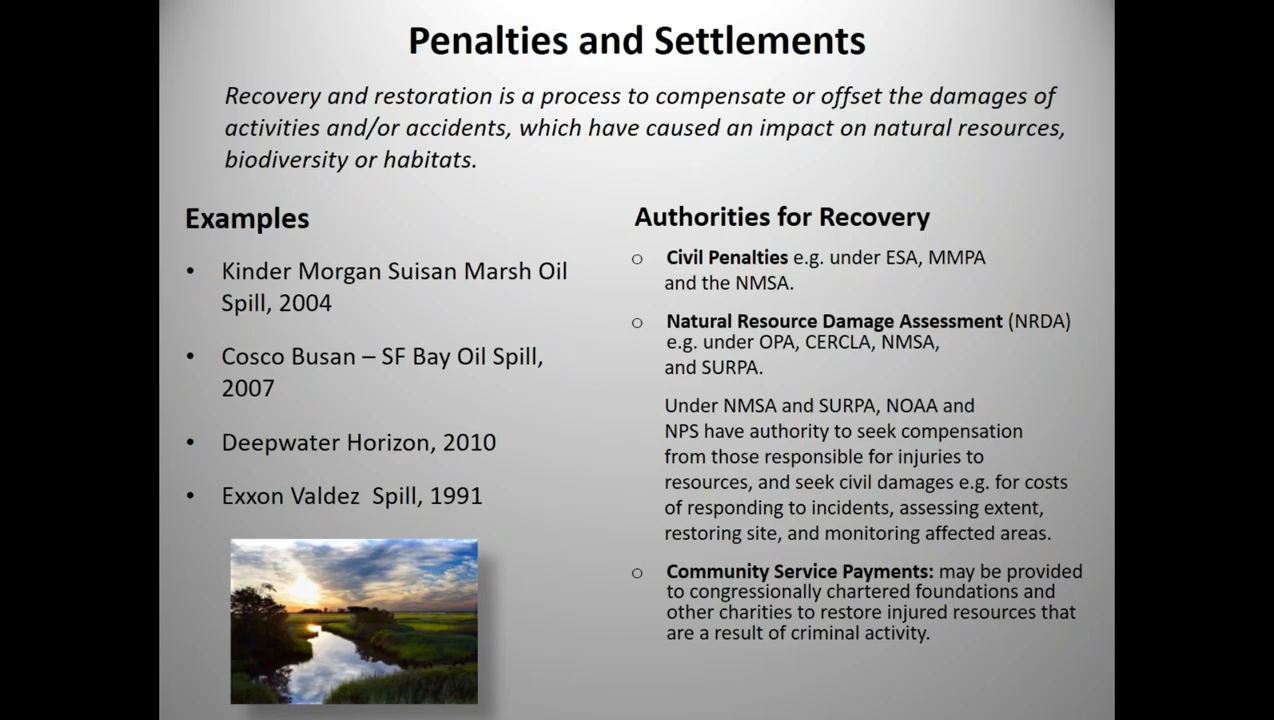 Penalties and Settlements
Recovery and restoration is a process to compensate or offset the damages of
activities and/or accidents, which have caused an impact on natural resources,
biodiversity or habitats.
Examples
• Kinder Morgan Suisan Marsh Oil
Spill, 2004
• Cosco Busan – SF Bay Oil Spill,
2007
• Deepwater Horizon, 2010
• Exxon Valdez Spill, 1991
Authorities for Recovery
o Civil Penalties e.g. under ESA, MMPA
and the NMSA.
o Natural Resource Damage Assessment (NRDA)
e.g. under OPA, CERCLA, NMSA,
and SURPA.
Under NMSA and SURPA, NOAA and
NPS have authority to seek compensation
from those responsible for injuries to
resources, and seek civil damages e.g. for costs
of responding to incidents, assessing extent,
restoring site, and monitoring affected areas.
o Community Service Payments: may be provided
to congressionally chartered foundations and
other charities to restore injured resources that
are a result of criminal activity.